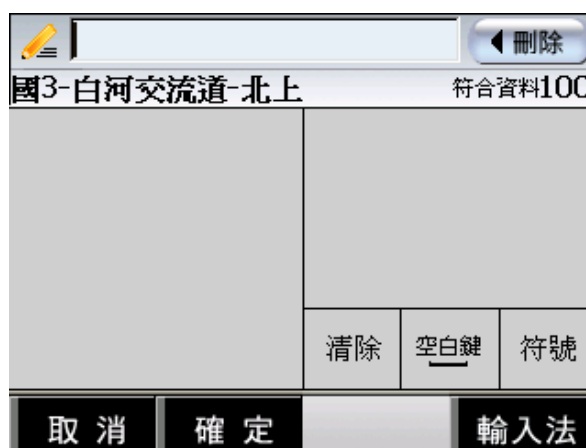 刪除
國3-白河交流道-北上 符合資料100
清除 空白鍵 符號
取消 確定 輸入法